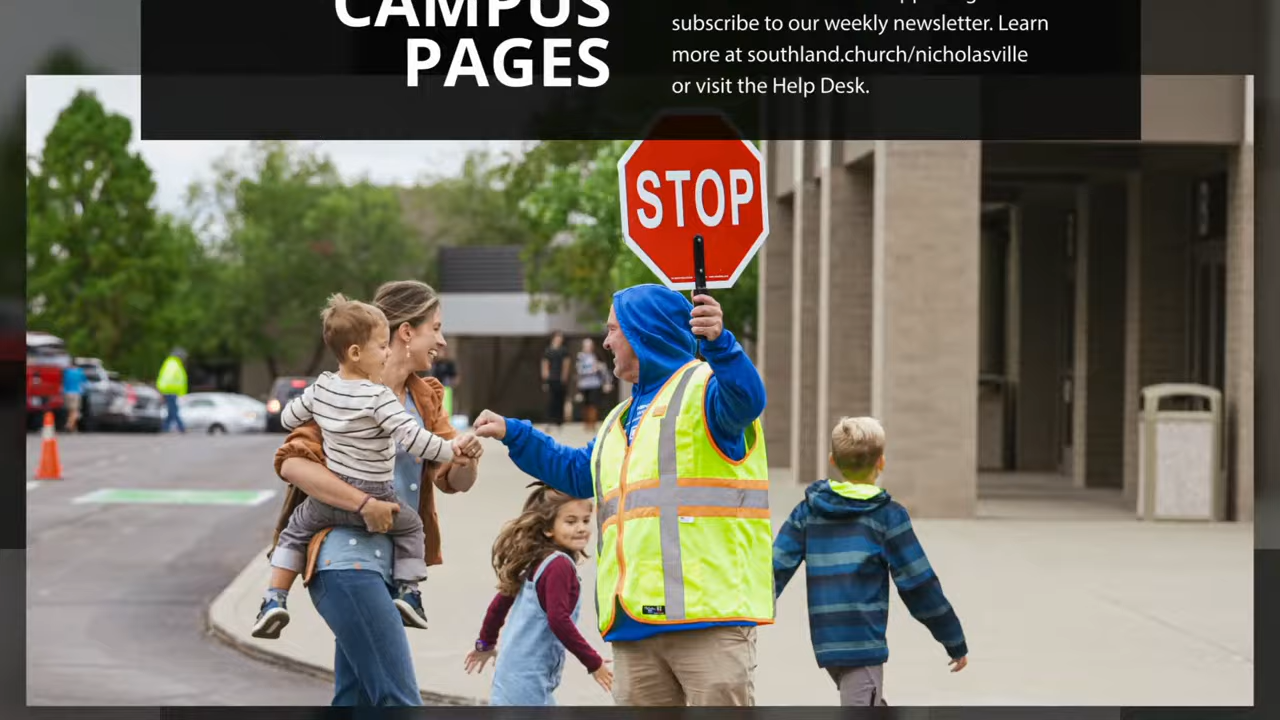 CAMPUS
PAGES
subscribe to our weekly newsletter. Learn
more at southland.church/nicholasville
or visit the Help Desk.
STOP